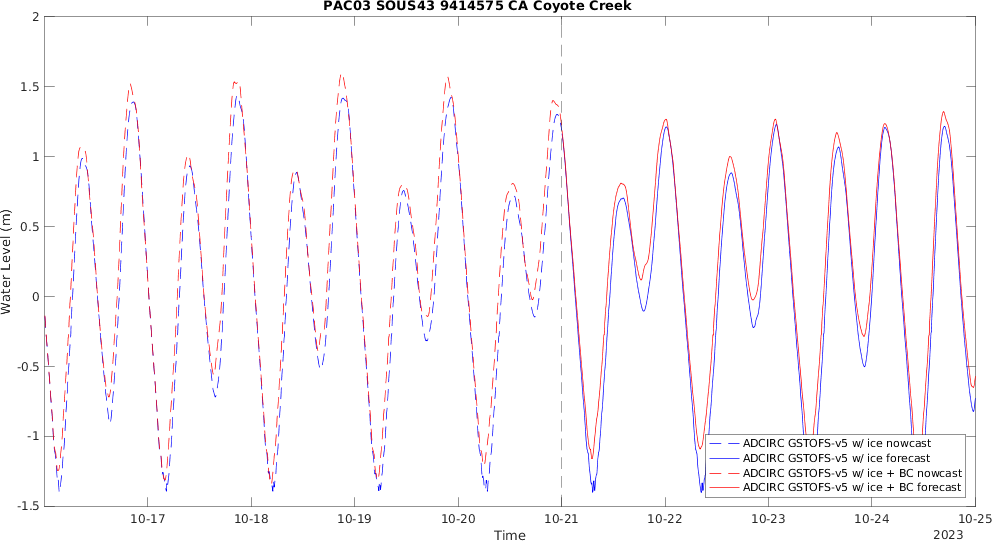 PAC03 SOUS43 9414575 CA Coyote Creek
2
1.5
1
0.5
0
-0.5
-1
-1.5
Water Level (m)
ADCIRC GSTOFS-v5 w/ ice nowcast
ADCIRC GSTOFS-v5 w/ ice forecast
ADCIRC GSTOFS-v5 w/ ice + BC nowcast
ADCIRC GSTOFS-v5 w/ ice + BC forecast
10-17 10-18 10-19 10-20 10-21 10-22 10-23 10-24 10-25
Time
2023